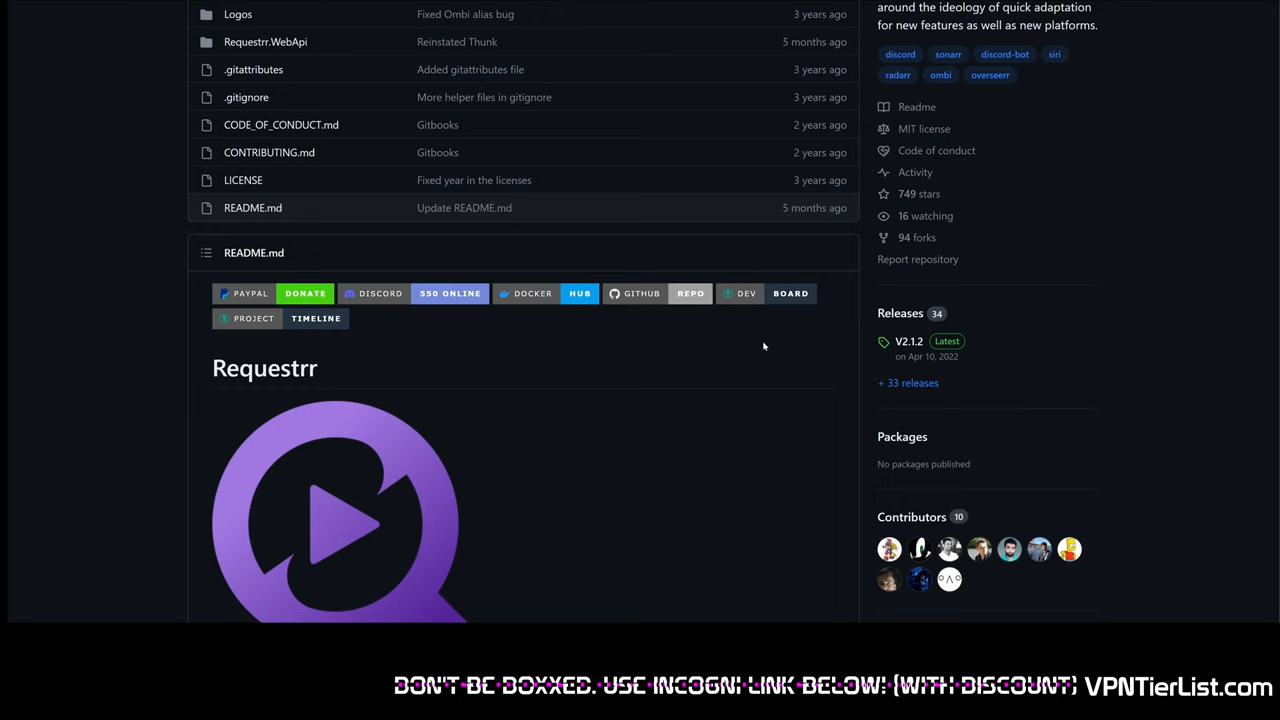 around the ideology of quick adaptation
for new features as well as new platforms.
Logos Fixed Ombi alias bug 3 years ago
Requestrr.WebApi Reinstated Thunk 5 months ago
.gitattributes Added gitattributes file 3 years ago
.gitignore More helper files in gitignore 3 years ago
CODE_OF_CONDUCT.md Gitbooks 2 years ago
CONTRIBUTING.md Gitbooks 2 years ago
LICENSE Fixed year in the licenses 3 years ago
README.md Update README.md 5 months ago
README.md
PAYPAL DONATE DISCORD 550 ONLINE DOCKER HUB GITHUB REPO DEV BOARD
PROJECT TIMELINE
Requestrr
discord sonarr discord-bot siri
radarr ombi overseerr
Readme
MIT license
Code of conduct
Activity
749 stars
16 watching
94 forks
Report repository
Releases 34
V2.1.2 Latest
on Apr 10, 2022
+ 33 releases
Packages
No packages published
Contributors 10
DON'T BE BOXXED. USE INCOGNI LINK BELOW! (WITH DISCOUNT) VPNTierList.com